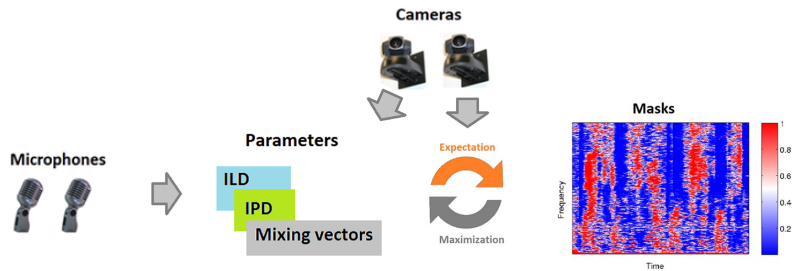 Cameras
Masks
Parameters
Microphones
ILD
IPD
Mixing vectors
Expectation
Maximization
Frequency
Time
1
0.8
0.6
0.4
0.2